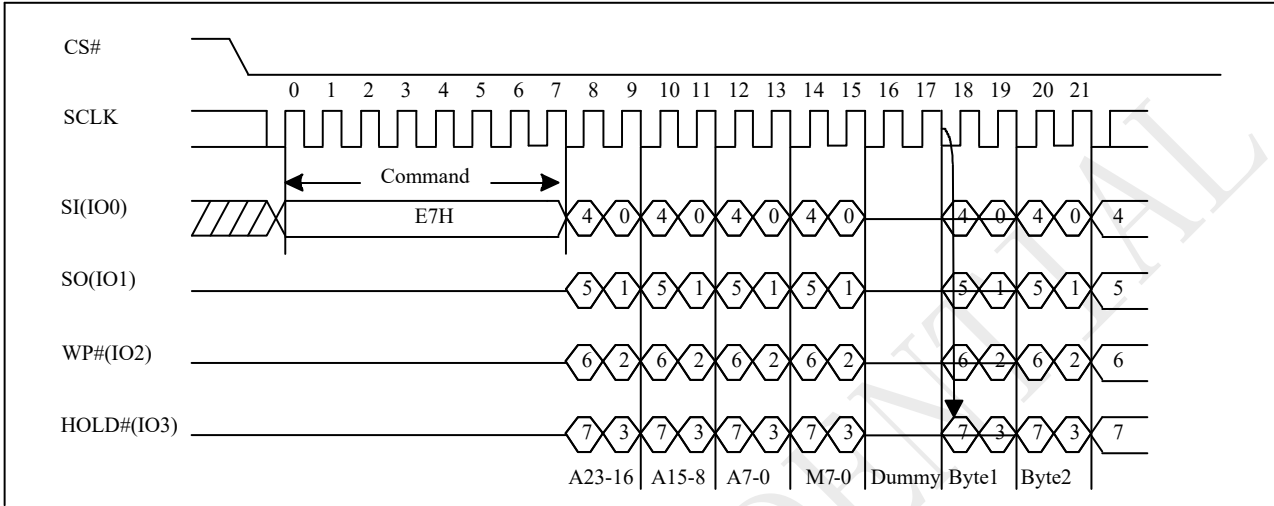 CS#
0 1 2 3 4 5 6 7 8 9 10 11 12 13 14 15 16 17 18 19 20 21
SCLK
Command
SI(IO0) E7H 4 0 4 0 4 0 4 0 4 0 4 0 4
SO(IO1) 5 1 5 1 5 1 5 1 5 1 5 1 5
WP#(IO2) 6 2 6 2 6 2 6 2 6 2 6 2 6
HOLD#(IO3) 7 3 7 3 7 3 7 3 7 3 7 3 7
A23-16 A15-8 A7-0 M7-0 Dummy Byte1 Byte2